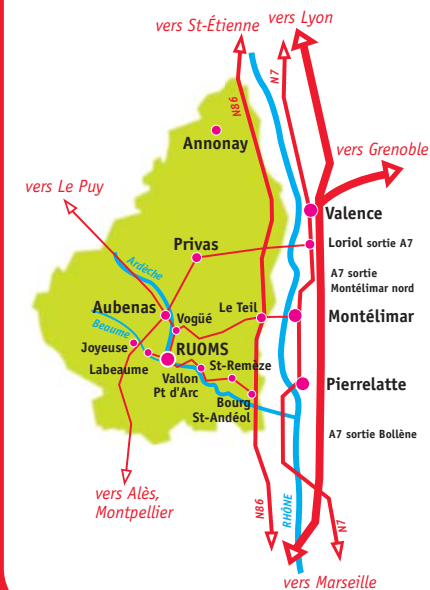 vers St-Étienne
vers Lyon
N86
N7
Annonay
vers Grenoble
vers Le Puy
Valence
Privas
Loriol sortie A7
Ardèche
A7 sortie
Montélimar nord
Aubenas
Le Teil
Montélimar
Beaume
Vogüé
Joyeuse
RUOMS
Labeaume
St-Remèze
Vallon
Pt d'Arc
Pierrelatte
Bourg
St-Andéol
A7 sortie Bollène
vers Alès,
Montpellier
N86
RHÔNE
N7
vers Marseille